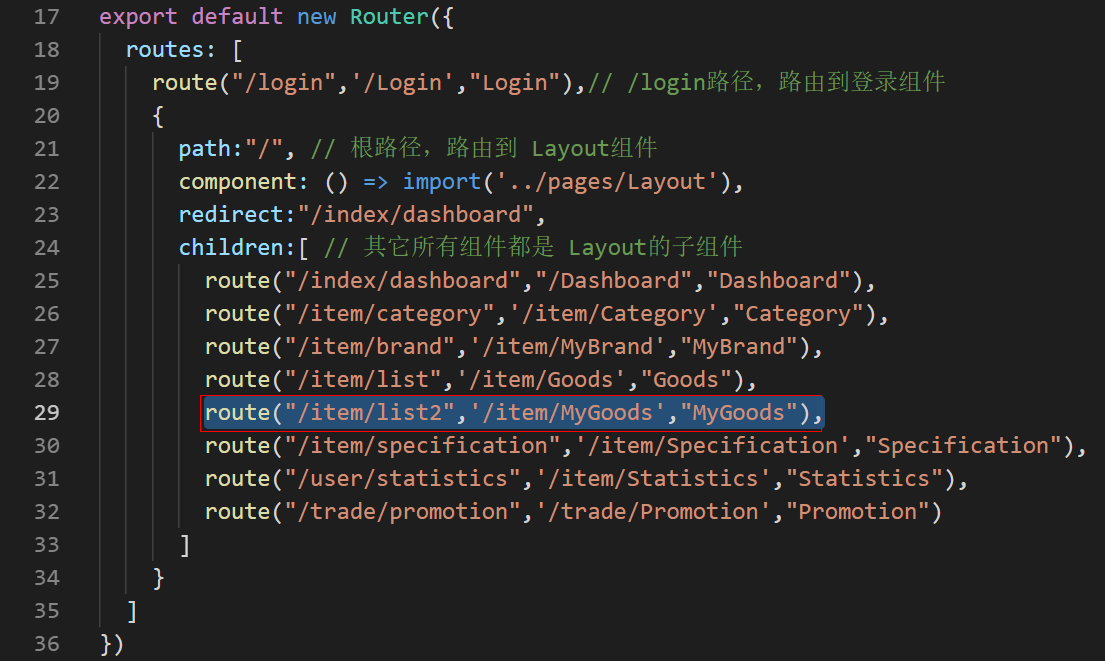 17 export default new Router({
18 routes: [
19 route("/login",'/Login',"Login"),// /login路径，路由到登录组件
20 {
21 path:"/", // 根路径，路由到 Layout组件
22 component: () => import('../pages/Layout'),
23 redirect:"/index/dashboard",
24 children:[ // 其它所有组件都是 Layout的子组件
25 route("/index/dashboard","/Dashboard","Dashboard"),
26 route("/item/category",'/item/Category',"Category"),
27 route("/item/brand",'/item/MyBrand',"MyBrand"),
28 route("/item/list",'/item/Goods',"Goods"),
29 route("/item/list2",'/item/MyGoods',"MyGoods"),
30 route("/item/specification",'/item/Specification',"Specification"),
31 route("/user/statistics",'/item/Statistics',"Statistics"),
32 route("/trade/promotion",'/trade/Promotion',"Promotion")
33 ]
34 }
35 ]
36 })